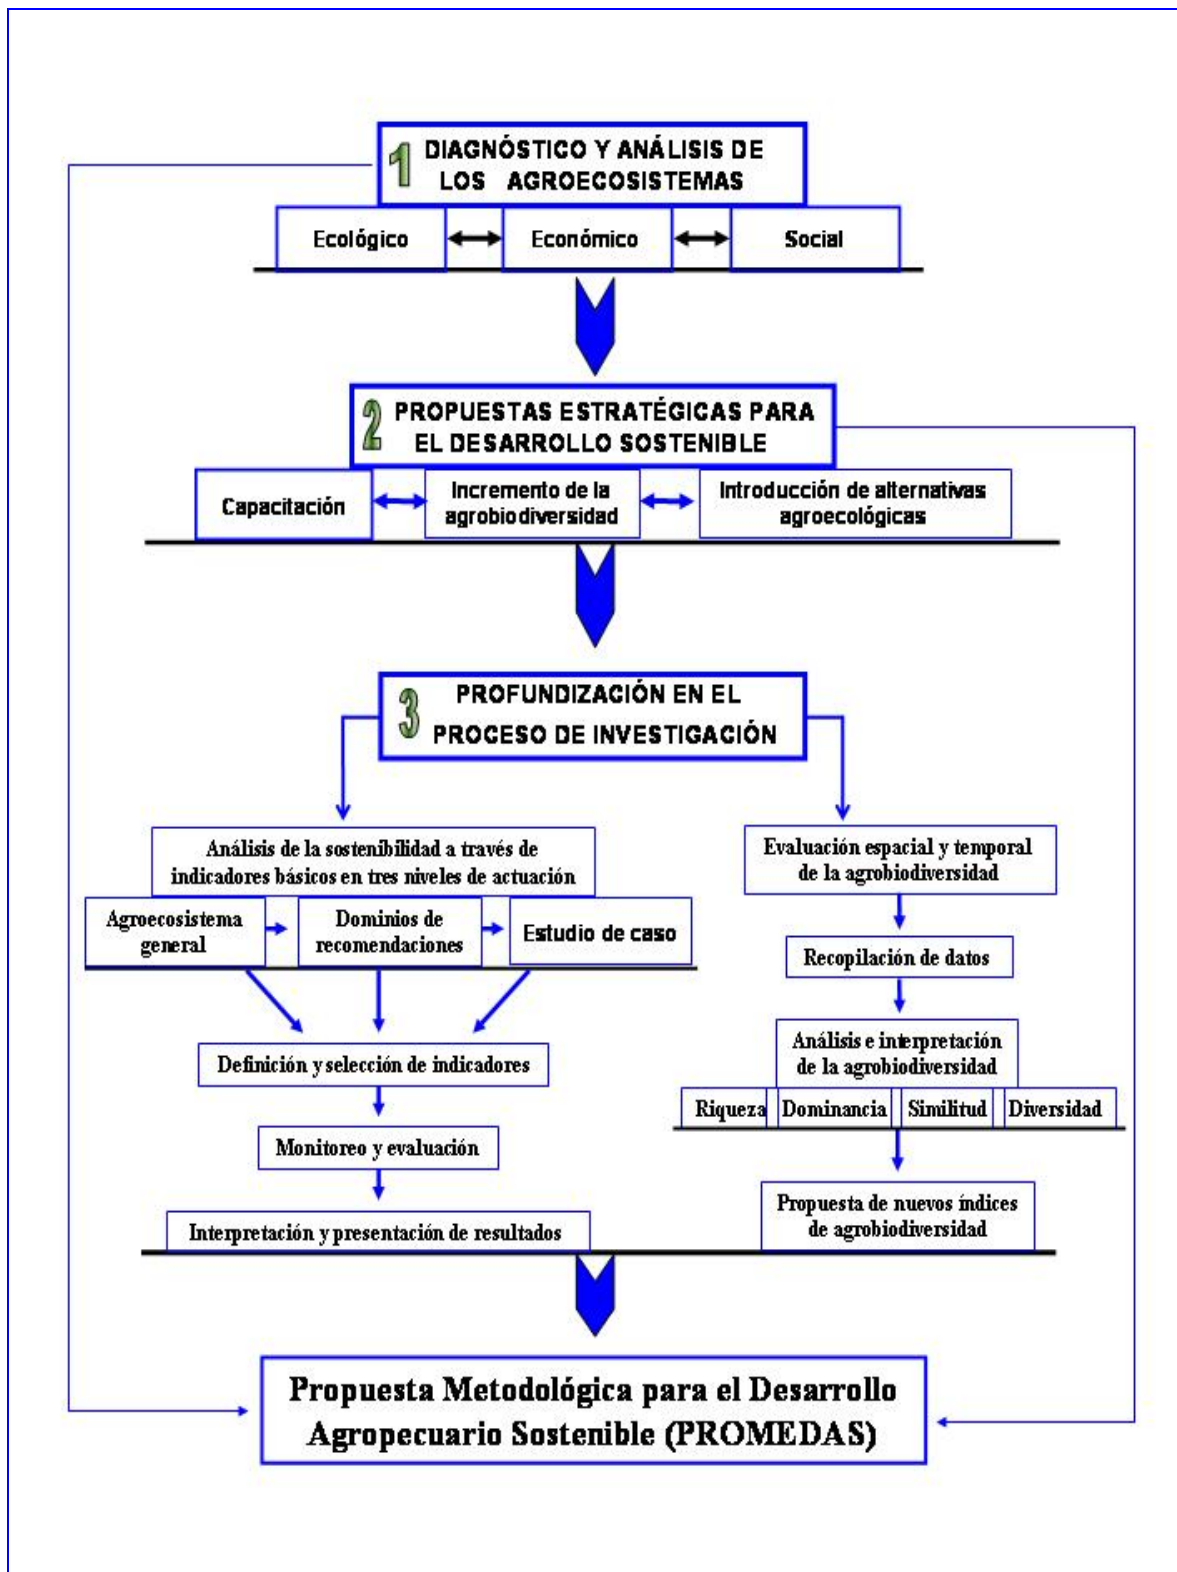 1 DIAGNÓSTICO Y ANÁLISIS DE
LOS AGROECOSISTEMAS
Ecológico
Económico
Social
2 PROPUESTAS ESTRATÉGICAS PARA
EL DESARROLLO SOSTENIBLE
Capacitación
Incremento de la
agrobiodiversidad
Introducción de alternativas
agroecológicas
3 PROFUNDIZACIÓN EN EL
PROCESO DE INVESTIGACIÓN
Análisis de la sostenibilidad a través de
indicadores básicos en tres niveles de actuación
Agroecosistema
general
Dominios de
recomendaciones
Estudio de caso
Definición y selección de indicadores
Monitoreo y evaluación
Interpretación y presentación de resultados
Evaluación espacial y temporal
de la agrobiodiversidad
Recopilación de datos
Análisis e interpretación
de la agrobiodiversidad
Riqueza
Dominancia
Similitud
Diversidad
Propuesta de nuevos índices
de agrobiodiversidad
Propuesta Metodológica para el Desarrollo
Agropecuario Sostenible (PROMEDAS)